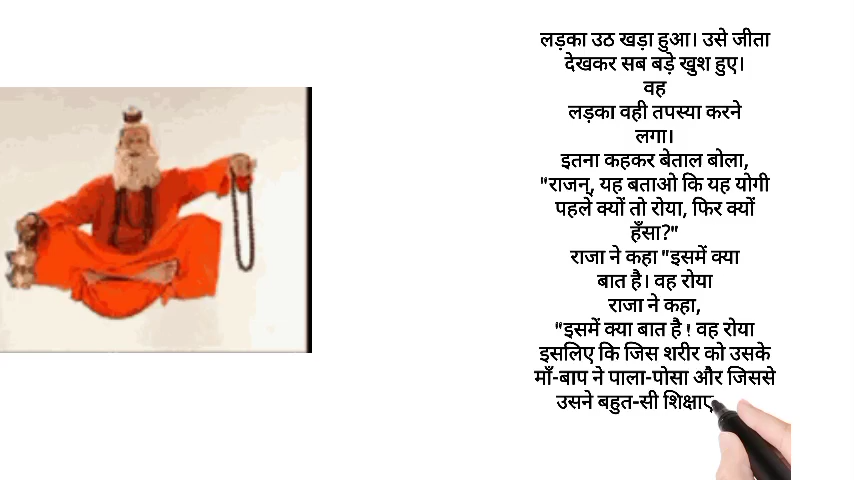 लड़का उठ खड़ा हुआ। उसे जीता
देखकर सब बड़े खुश हुए।
वह
लड़का वही तपस्या करने
लगा।
इतना कहकर बेताल बोला,
"राजन्, यह बताओ कि यह योगी
पहले क्यों तो रोया, फिर क्यों
हँसा?"
राजा ने कहा "इसमें क्या
बात है। वह रोया
राजा ने कहा,
"इसमें क्या बात है ! वह रोया
इसलिए कि जिस शरीर को उसके
माँ-बाप ने पाला-पोसा और जिससे
उसने बहुत-सी शिक्षाए